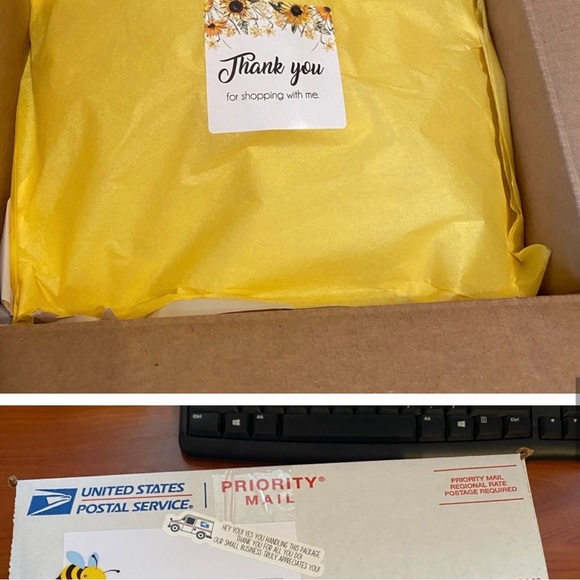 Thank you
for shopping with me.
Ctrl
Alt
Alt
Ctrl
UNITED STATES
POSTAL SERVICE®
PRIORITY®
MAIL
PRIORITY MAIL
REGIONAL RATE
POSTAGE REQUIRED
HEY YOU! YES YOU HANDLING THIS PACKAGE
THANK YOU FOR ALL YOU DO!
OUR SMALL BUSINESS TRULY APPRECIATES YOU!